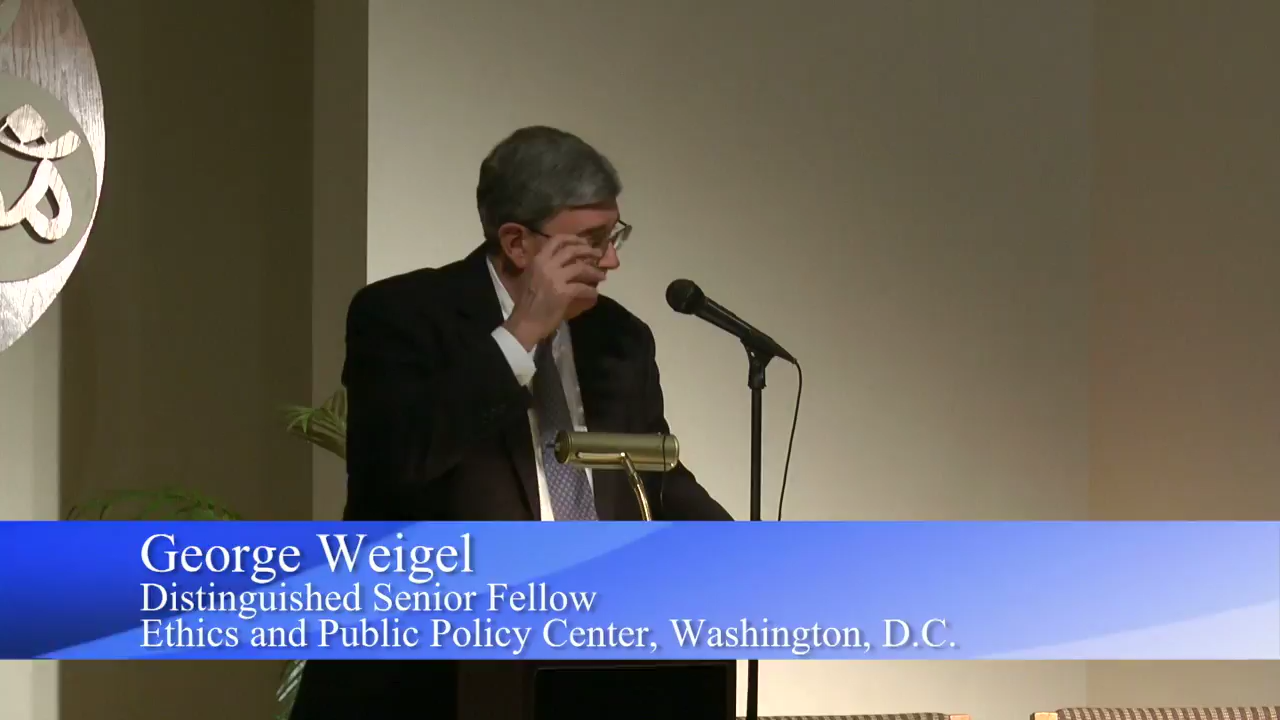 George Weigel
Distinguished Senior Fellow
Ethics and Public Policy Center, Washington, D.C.